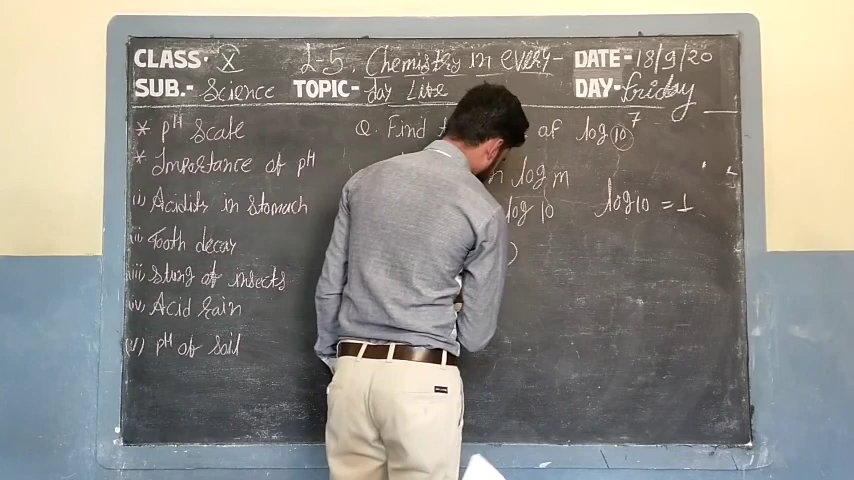 CLASS- X L-5, Chemistry in every- DATE- 18/9/20
SUB.- Science TOPIC- day Live DAY- friday
* pH Scale
* Importance of pH
(i) Acidity in Stomach
ii Tooth decay
iii Sting of insects
iv) Acid Rain
(v) pH of Soil
Q. Find of log10⁷
n log m
log 10 log10 = 1
)